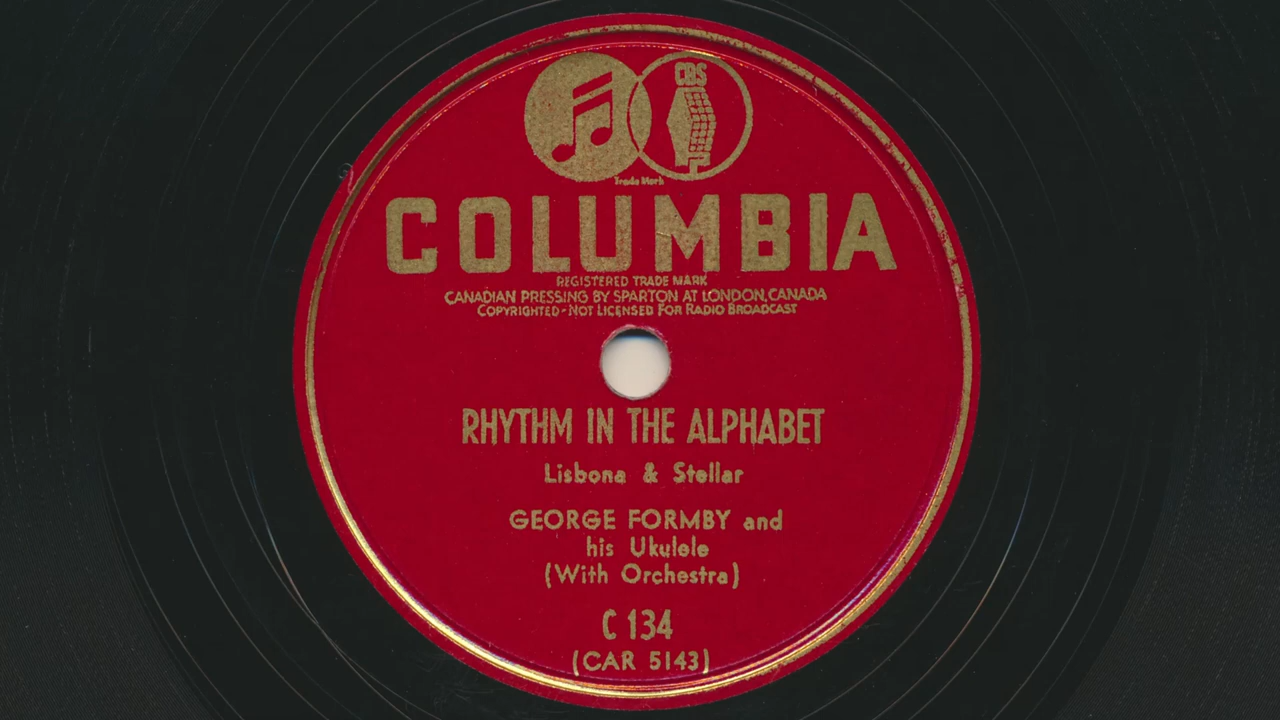 CBS
Trade Mark
COLUMBIA
REGISTERED TRADE MARK
CANADIAN PRESSING BY SPARTON AT LONDON, CANADA
COPYRIGHTED - NOT LICENSED FOR RADIO BROADCAST
RHYTHM IN THE ALPHABET
Lisbona & Stellar
GEORGE FORMBY and
his Ukulele
(With Orchestra)
C 134
(CAR 5143)